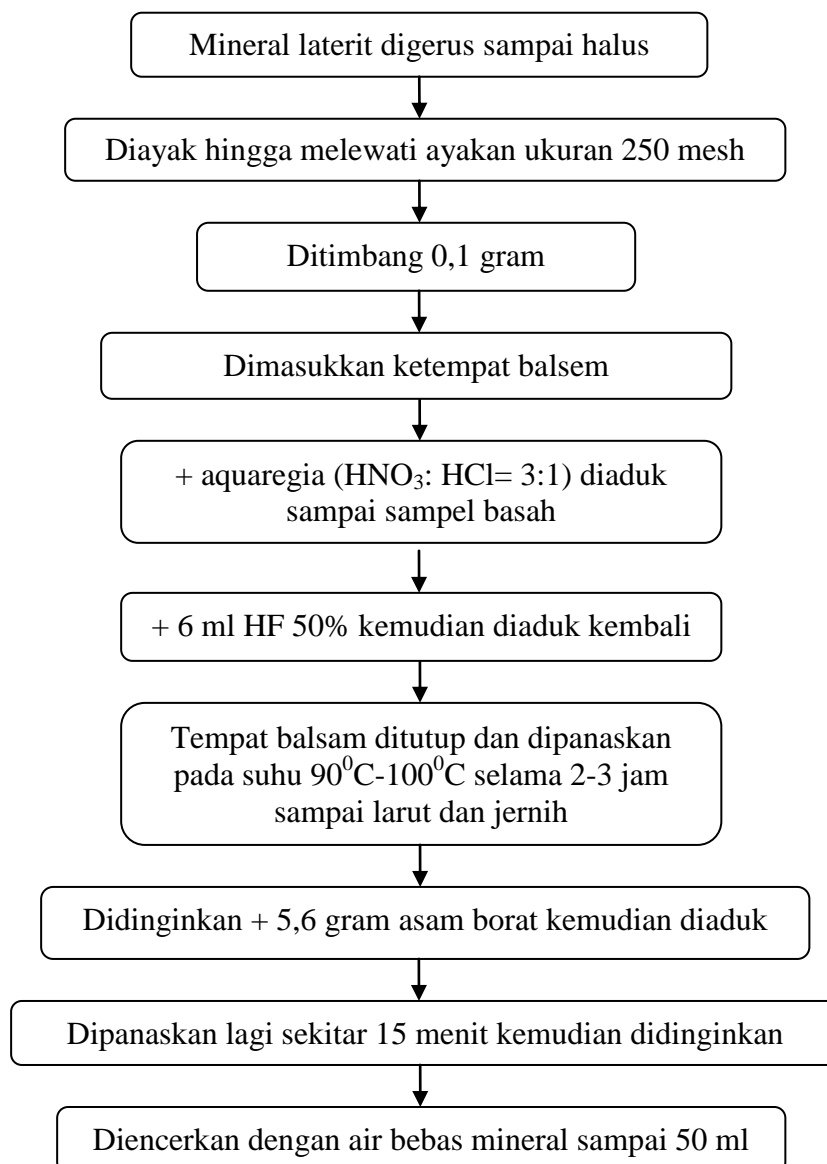 Mineral laterit digerus sampai halus
Diayak hingga melewati ayakan ukuran 250 mesh
Ditimbang 0,1 gram
Dimasukkan ketempat balsem
+ aquaregia (HNO₃: HCl= 3:1) diaduk
sampai sampel basah
+ 6 ml HF 50% kemudian diaduk kembali
Tempat balsam ditutup dan dipanaskan
pada suhu 90⁰C-100⁰C selama 2-3 jam
sampai larut dan jernih
Didinginkan + 5,6 gram asam borat kemudian diaduk
Dipanaskan lagi sekitar 15 menit kemudian didinginkan
Diencerkan dengan air bebas mineral sampai 50 ml